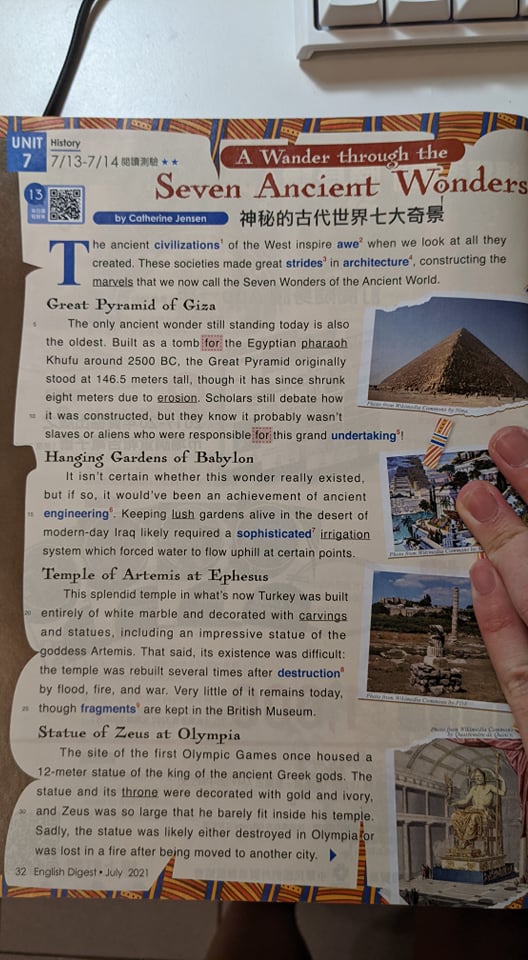 UNIT
7
History
7/13-7/14 閱讀測驗 ★★
13
A Wander through the
Seven Ancient Wonders
by Catherine Jensen
神秘的古代世界七大奇景
The ancient civilizations¹ of the West inspire awe² when we look at all they
created. These societies made great strides³ in architecture⁴, constructing the
marvels that we now call the Seven Wonders of the Ancient World.
Great Pyramid of Giza
5 The only ancient wonder still standing today is also
the oldest. Built as a tomb for the Egyptian pharaoh
Khufu around 2500 BC, the Great Pyramid originally
stood at 146.5 meters tall, though it has since shrunk
eight meters due to erosion. Scholars still debate how
10 it was constructed, but they know it probably wasn't
slaves or aliens who were responsible for this grand undertaking⁵!
Photo from Wikimedia Commons by Nina
Hanging Gardens of Babylon
It isn't certain whether this wonder really existed,
but if so, it would've been an achievement of ancient
15 engineering⁶. Keeping lush gardens alive in the desert of
modern-day Iraq likely required a sophisticated⁷ irrigation
system which forced water to flow uphill at certain points.
Photo from Wikimedia Commons
Temple of Artemis at Ephesus
This splendid temple in what's now Turkey was built
20 entirely of white marble and decorated with carvings
and statues, including an impressive statue of the
goddess Artemis. That said, its existence was difficult:
the temple was rebuilt several times after destruction⁸
by flood, fire, and war. Very little of it remains today,
25 though fragments⁹ are kept in the British Museum.
Photo from Wikimedia Commons by
Statue of Zeus at Olympia
The site of the first Olympic Games once housed a
12-meter statue of the king of the ancient Greek gods. The
statue and its throne were decorated with gold and ivory,
30 and Zeus was so large that he barely fit inside his temple.
Sadly, the statue was likely either destroyed in Olympia or
was lost in a fire after being moved to another city.
Photo from Wikimedia Commons
by Quatremère de Quincy
32 English Digest • July 2021